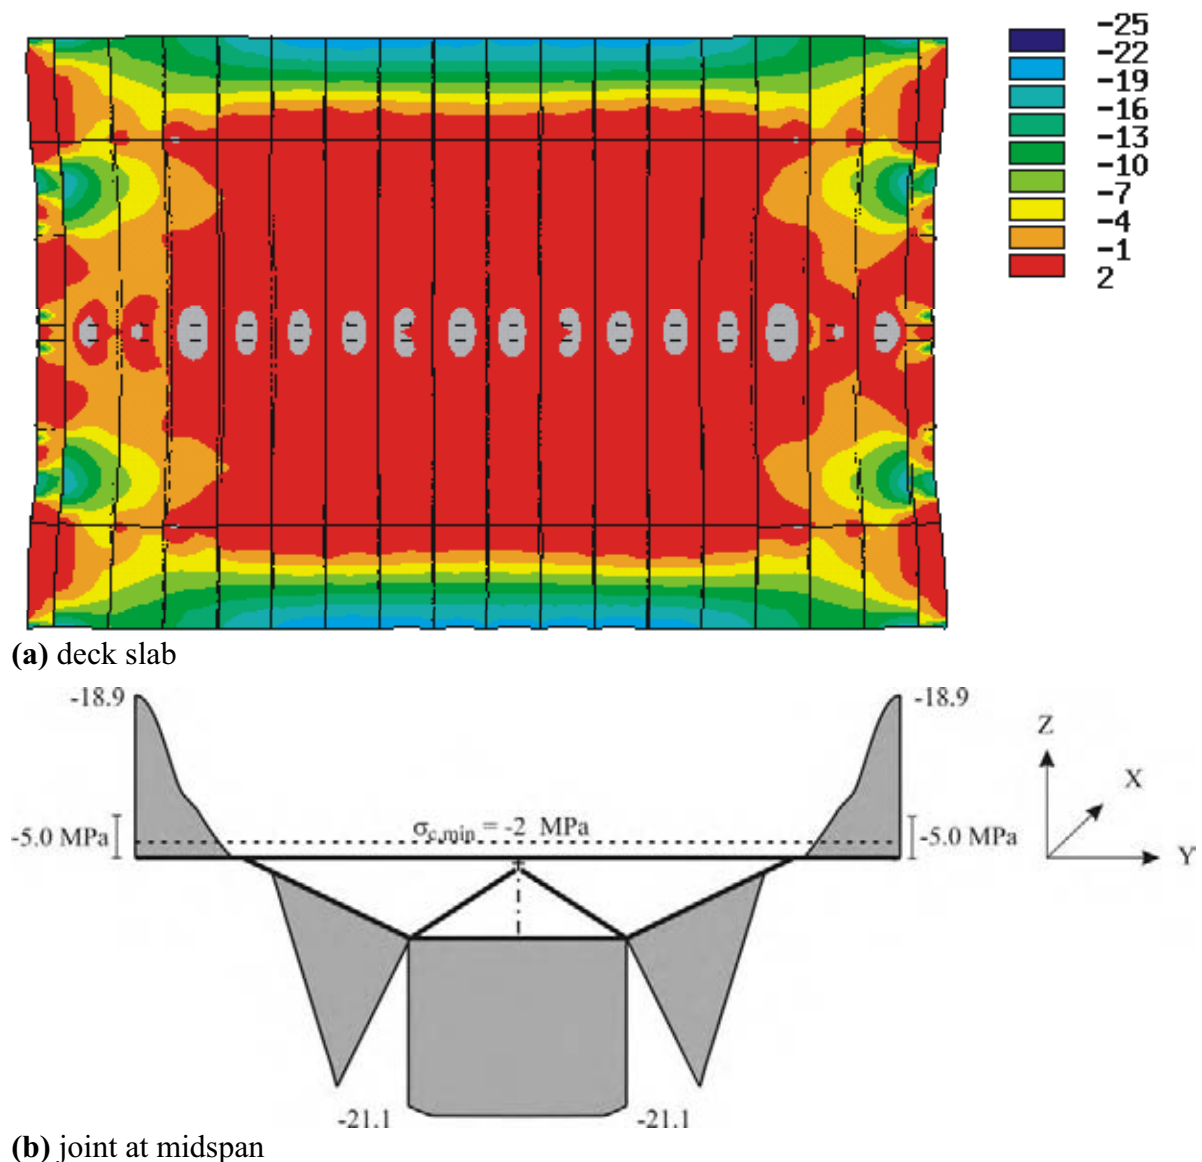 -25
-22
-19
-16
-13
-10
-7
-4
-1
2
(a) deck slab
-18.9
-18.9
Z
X
-5.0 MPa
σc,min = -2 MPa
-5.0 MPa
Y
-21.1
-21.1
(b) joint at midspan